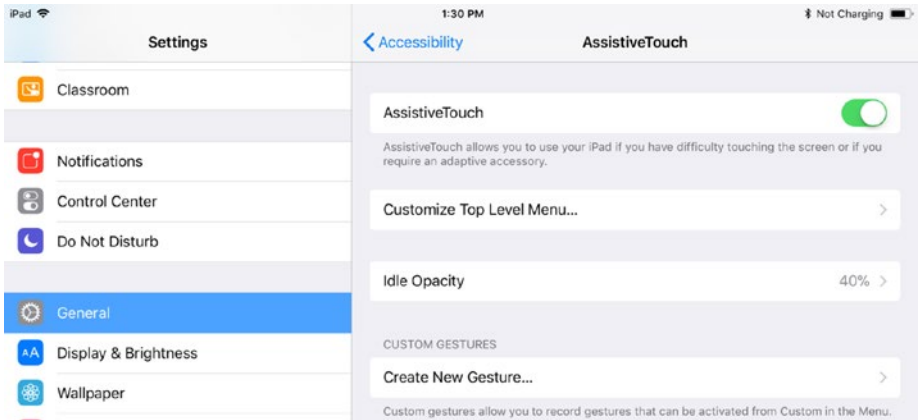 iPad
1:30 PM
Not Charging
Settings
Accessibility
AssistiveTouch
Classroom
Notifications
Control Center
Do Not Disturb
General
AA
Display & Brightness
Wallpaper
AssistiveTouch
AssistiveTouch allows you to use your iPad if you have difficulty touching the screen or if you
require an adaptive accessory.
Customize Top Level Menu...
Idle Opacity
40%
CUSTOM GESTURES
Create New Gesture...
Custom gestures allow you to record gestures that can be activated from Custom in the Menu.